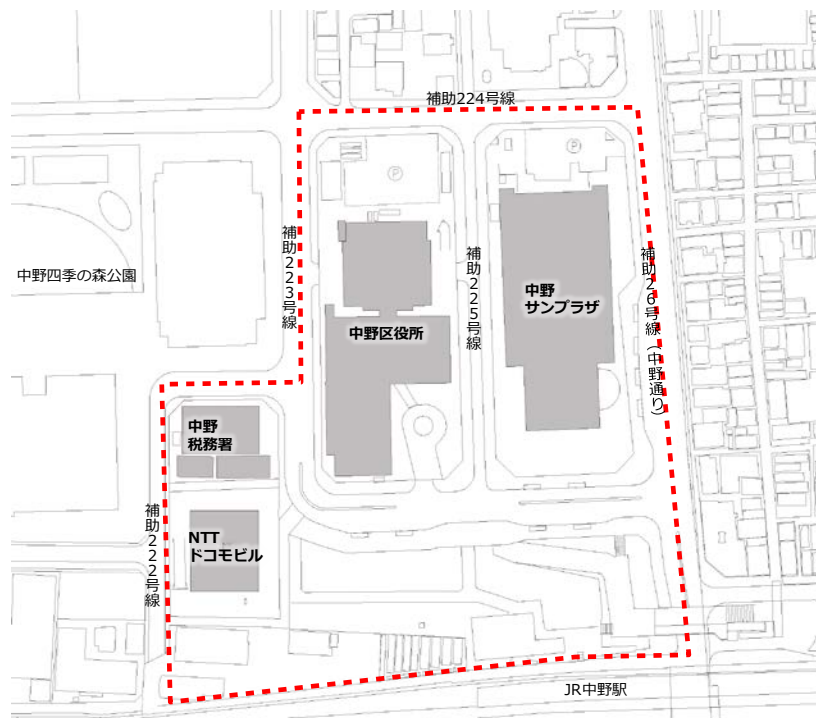 補助224号線
Ⓟ
Ⓟ
中野四季の森公園
補助223号線
補助225号線
補助26号線(中野通り)
中野
サンプラザ
中野区役所
中野
税務署
補助222号線
NTT
ドコモビル
JR中野駅